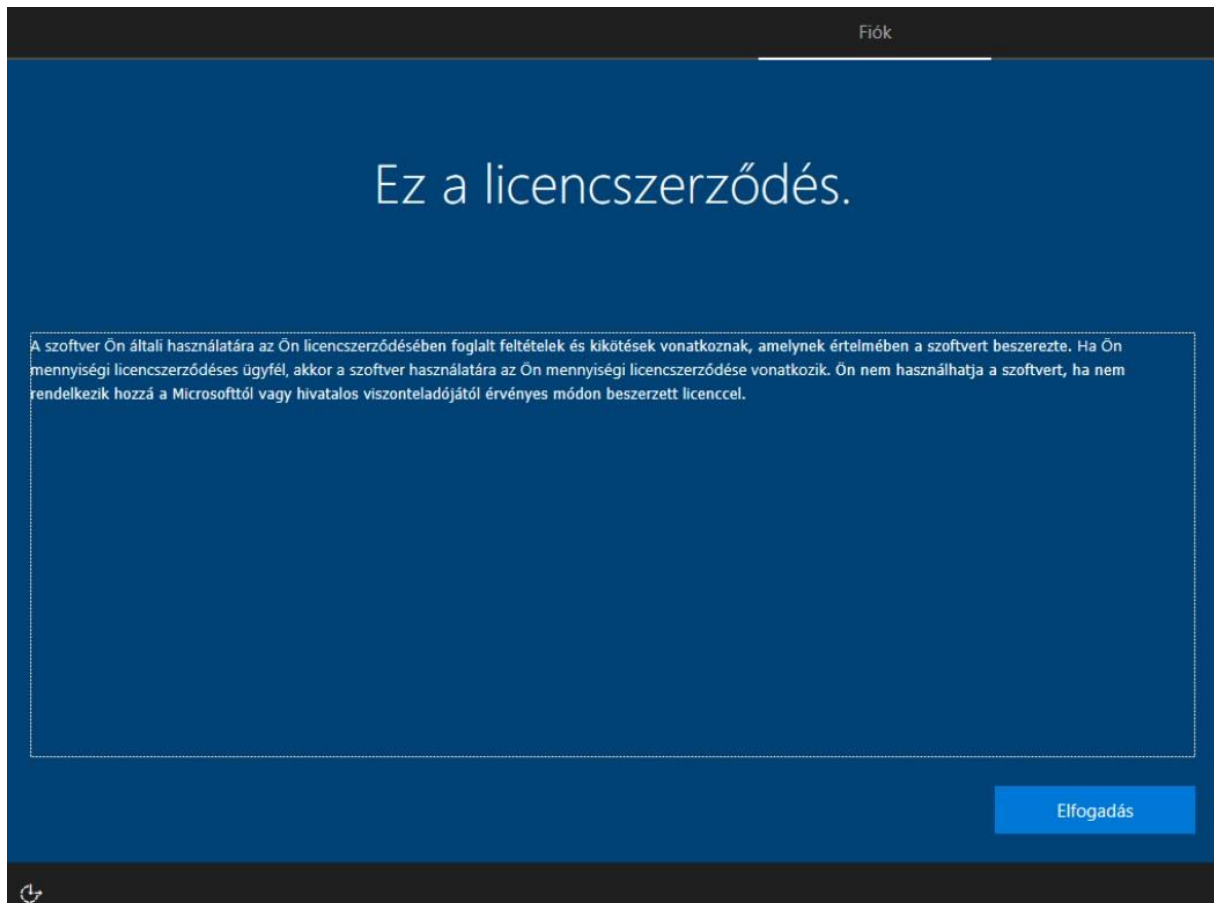 Fiók
Ez a licencszerződés.
A szoftver Ön általi használatára az Ön licencszerződésében foglalt feltételek és kikötések vonatkoznak, amelynek értelmében a szoftvert beszerezte. Ha Ön
mennyiségi licencszerződéses ügyfél, akkor a szoftver használatára az Ön mennyiségi licencszerződése vonatkozik. Ön nem használhatja a szoftvert, ha nem
rendelkezik hozzá a Microsofttól vagy hivatalos viszonteladójától érvényes módon beszerzett licenccel.
Elfogadás